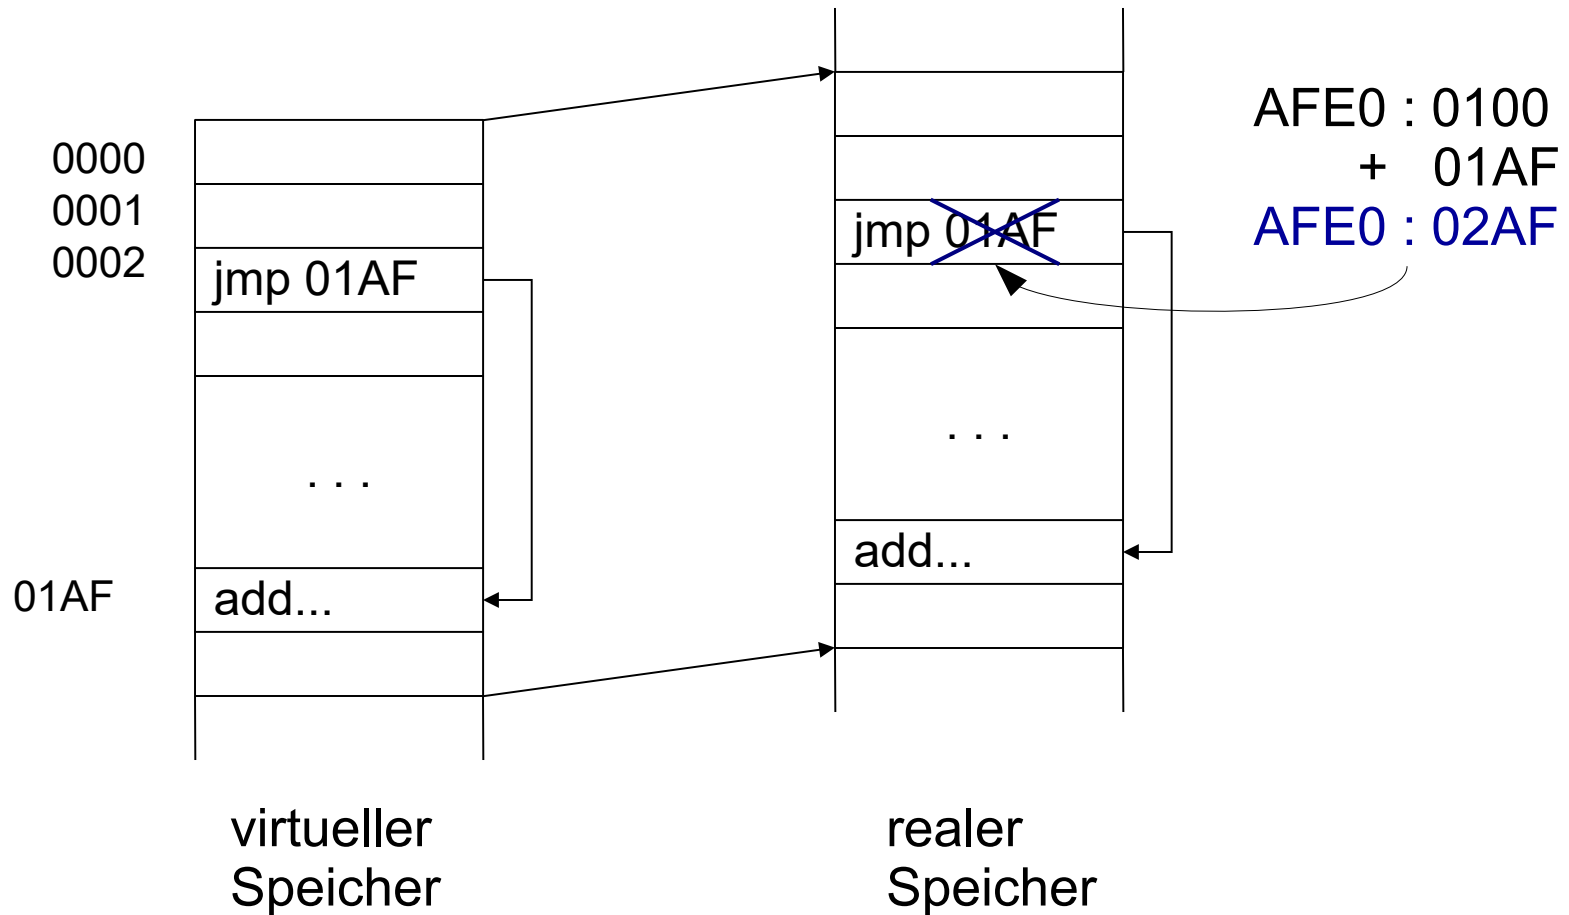 0000
0001
0002
jmp 01AF
. . .
01AF
add...
virtueller
Speicher
jmp 01AF
. . .
add...
realer
Speicher
AFE0 : 0100
+ 01AF
AFE0 : 02AF